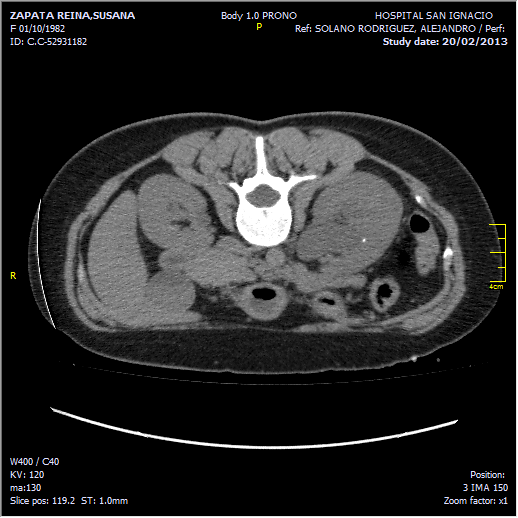 ZAPATA REINA,SUSANA
F 01/10/1982
ID: C.C-52931182
Body 1.0 PRONO
P
HOSPITAL SAN IGNACIO
Ref: SOLANO RODRIGUEZ, ALEJANDRO / Perf:
Study date: 20/02/2013
R
4cm
W400 / C40
KV: 120
ma:130
Slice pos: 119.2 ST: 1.0mm
Position:
3 IMA 150
Zoom factor: x1